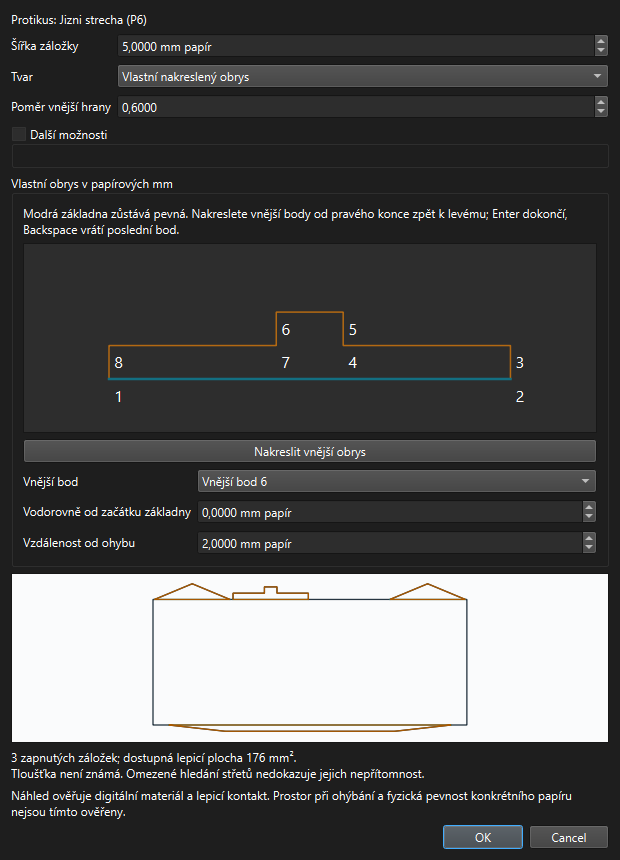 Protikus: Jizni strecha (P6)
Šířka záložky
5,0000 mm papír
Tvar
Vlastní nakreslený obrys
Poměr vnější hrany
0,6000
Další možnosti
Vlastní obrys v papírových mm
Modrá základna zůstává pevná. Nakreslete vnější body od pravého konce zpět k levému; Enter dokončí,
Backspace vrátí poslední bod.
6 5
8 7 4 3
1 2
Nakreslit vnější obrys
Vnější bod
Vnější bod 6
Vodorovně od začátku základny
0,0000 mm papír
Vzdálenost od ohybu
2,0000 mm papír
3 zapnutých záložek; dostupná lepicí plocha 176 mm².
Tloušťka není známá. Omezené hledání střetů nedokazuje jejich nepřítomnost.
Náhled ověřuje digitální materiál a lepicí kontakt. Prostor při ohýbání a fyzická pevnost konkrétního papíru
nejsou tímto ověřeny.
OK
Cancel